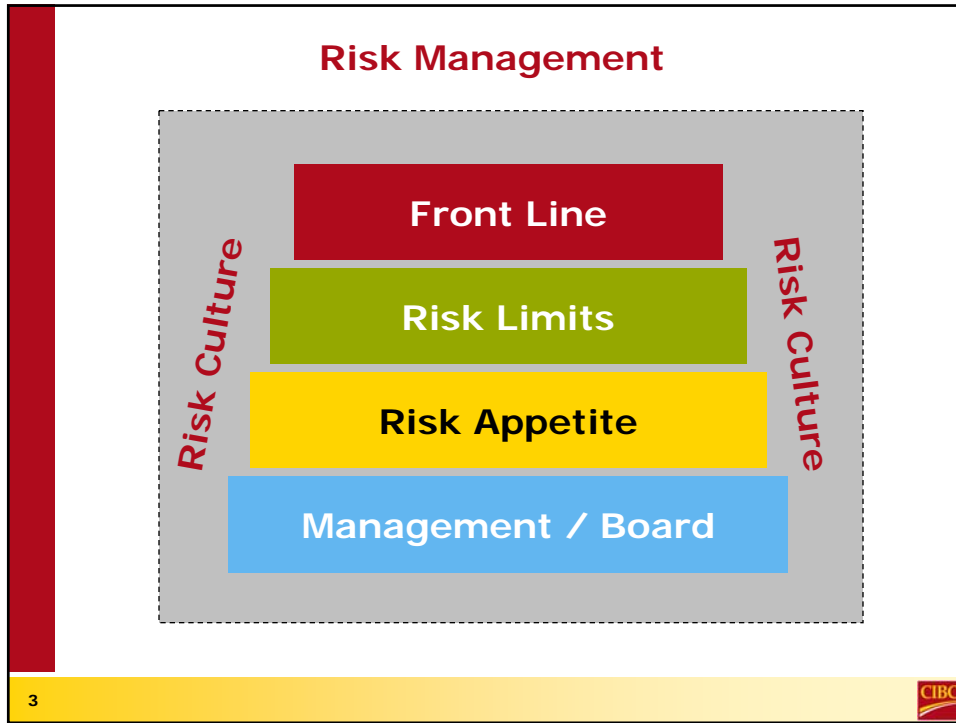 Risk Management
Front Line
Risk Culture
Risk Culture
Risk Limits
Risk Appetite
Management / Board
3
CIBC